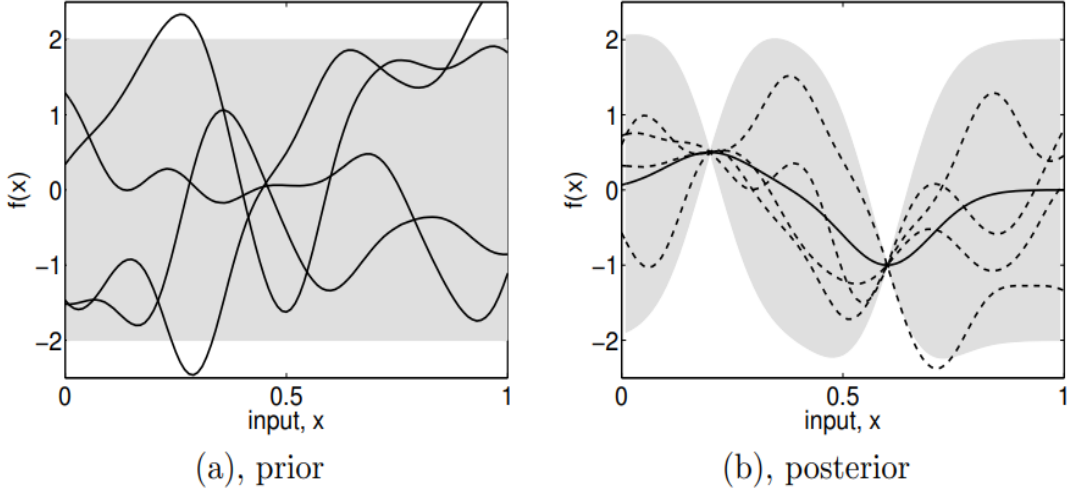 2
1
0
−1
−2
f(x)
0
0.5
1
input, x
(a), prior
2
1
0
−1
−2
f(x)
0
0.5
1
input, x
(b), posterior